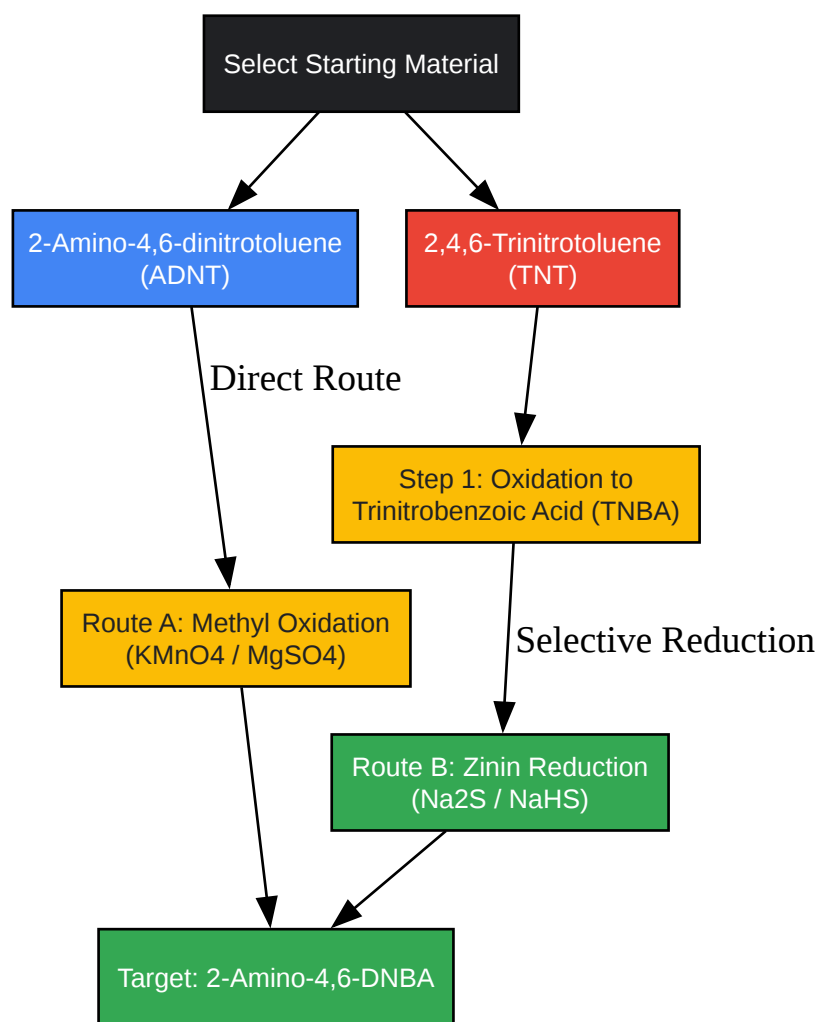 Select Starting Material
2-Amino-4,6-dinitrotoluene
(ADNT)
2,4,6-Trinitrotoluene
(TNT)
Direct Route
Step 1: Oxidation to
Trinitrobenzoic Acid (TNBA)
Route A: Methyl Oxidation
(KMnO4 / MgSO4)
Selective Reduction
Route B: Zinin Reduction
(Na2S / NaHS)
Target: 2-Amino-4,6-DNBA